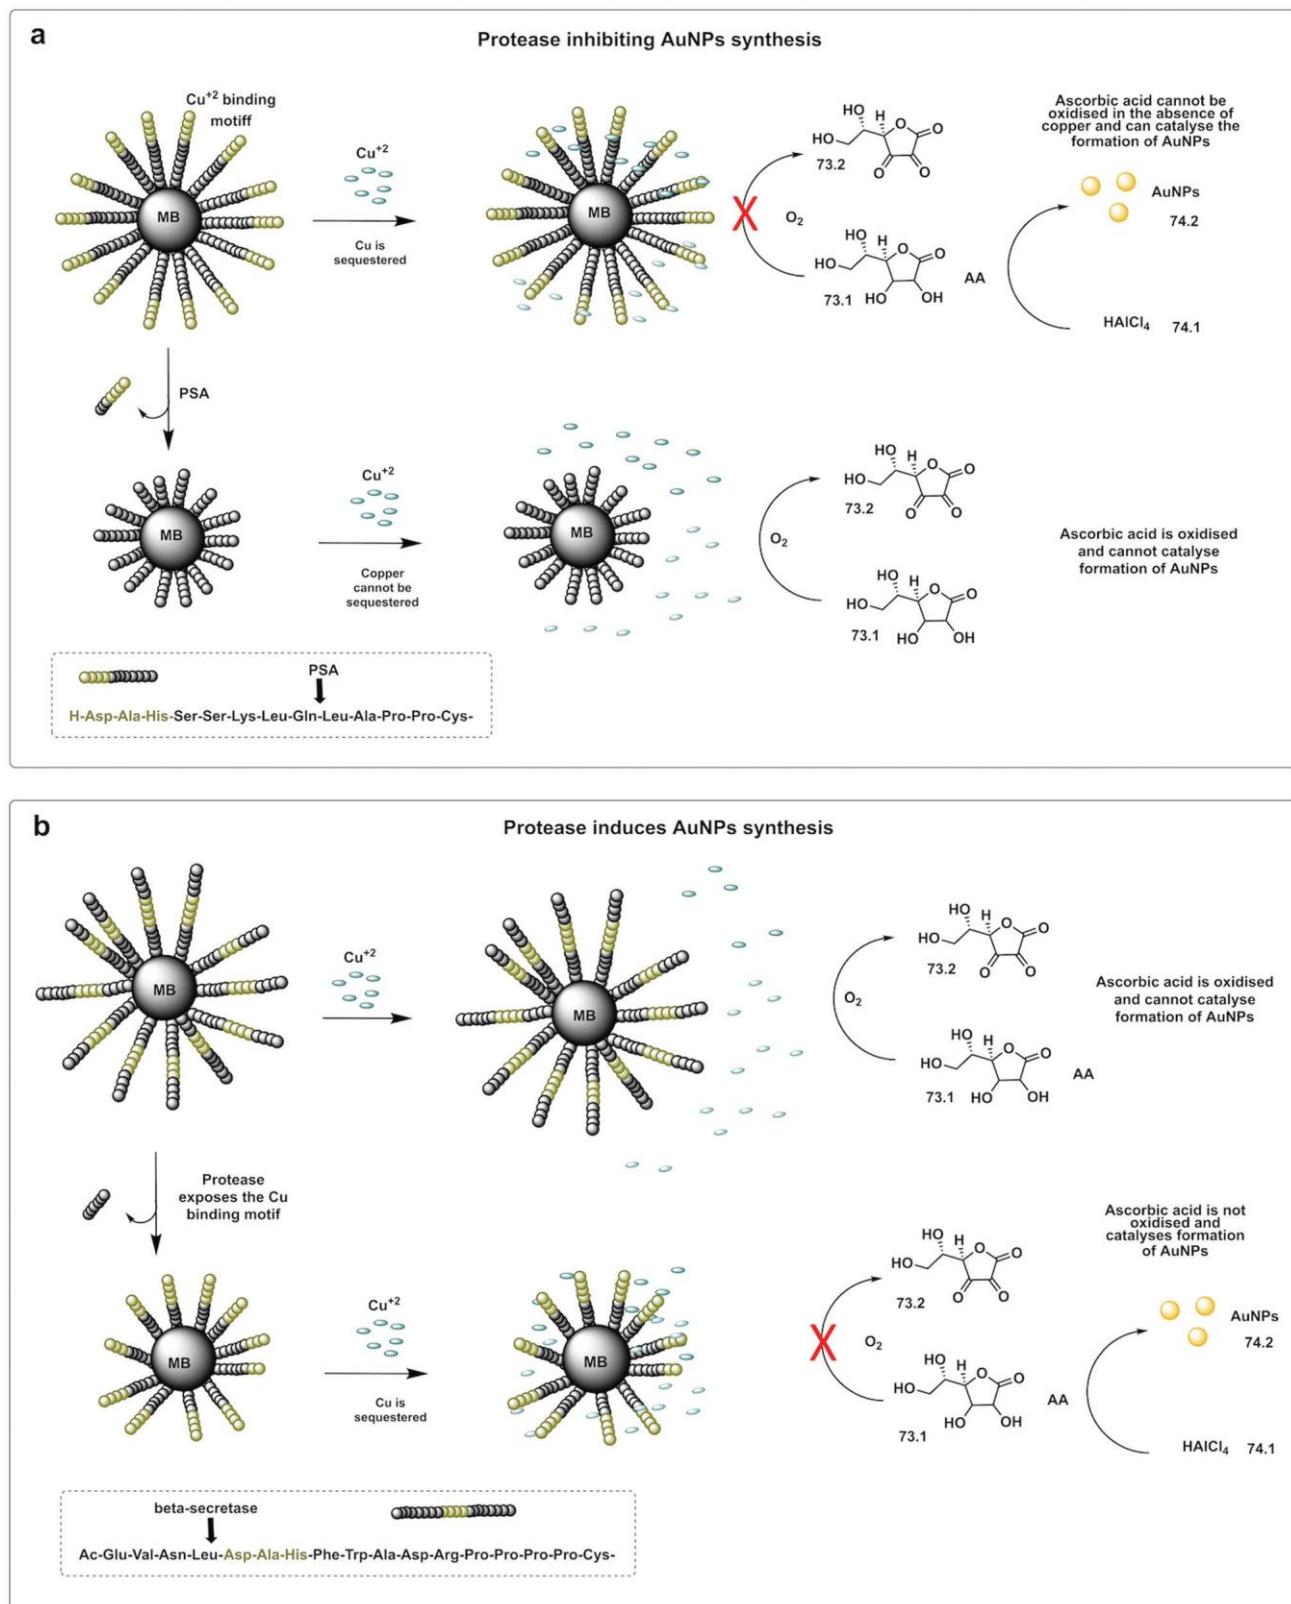 a
Protease inhibiting AuNPs synthesis
Cu+2 binding
motiff
MB
Cu+2
Cu is
sequestered
MB
X
O2
HO
H
O
O
HO
73.2
O
O
HO
H
O
O
HO
73.1
HO
OH
AA
Ascorbic acid cannot be
oxidised in the absence of
copper and can catalyse the
formation of AuNPs
AuNPs
74.2
HAlCl4 74.1
PSA
MB
Cu+2
Copper
cannot be
sequestered
MB
O2
HO
H
O
O
HO
73.2
O
O
HO
H
O
O
HO
73.1
HO
OH
Ascorbic acid is oxidised
and cannot catalyse
formation of AuNPs
PSA
H-Asp-Ala-His-Ser-Ser-Lys-Leu-Gln-Leu-Ala-Pro-Pro-Cys-
b
Protease induces AuNPs synthesis
MB
Cu+2
MB
O2
HO
H
O
O
HO
73.2
O
O
HO
H
O
O
HO
73.1
HO
OH
AA
Ascorbic acid is oxidised
and cannot catalyse
formation of AuNPs
Protease
exposes the Cu
binding motif
MB
Cu+2
Cu is
sequestered
MB
X
O2
HO
H
O
O
HO
73.2
O
O
HO
H
O
O
HO
73.1
HO
OH
AA
Ascorbic acid is not
oxidised and
catalyses formation
of AuNPs
AuNPs
74.2
HAlCl4 74.1
beta-secretase
Ac-Glu-Val-Asn-Leu-Asp-Ala-His-Phe-Trp-Ala-Asp-Arg-Pro-Pro-Pro-Pro-Cys-